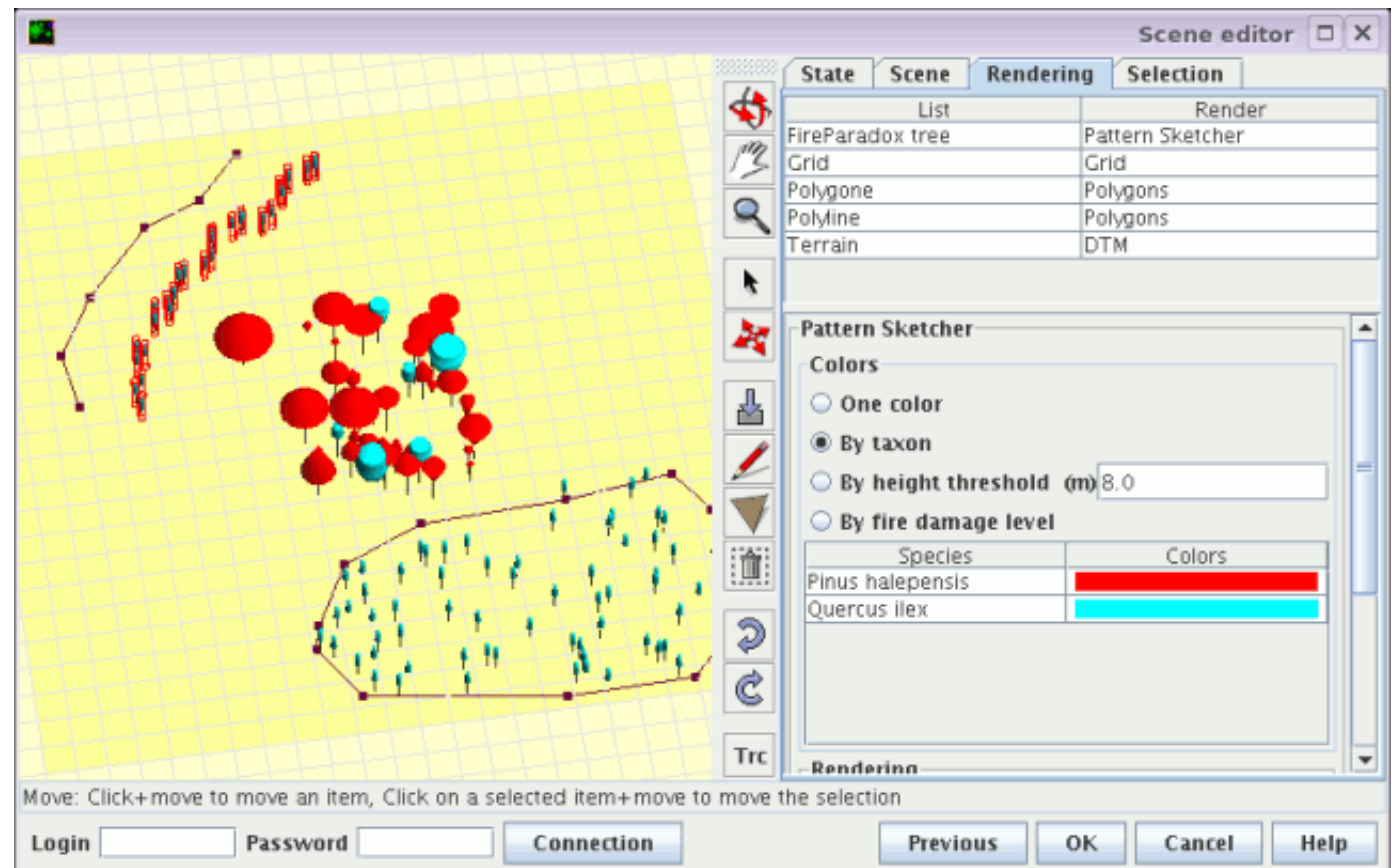 Scene editor
State Scene Rendering Selection
List Render
FireParadox tree Pattern Sketcher
Grid Grid
Polygone Polygons
Polyline Polygons
Terrain DTM
Pattern Sketcher
Colors
One color
By taxon
By height threshold (m) 8.0
By fire damage level
Species Colors
Pinus halepensis
Quercus ilex
Trc
Rendering
Move: Click+move to move an item, Click on a selected item+move to move the selection
Login Password Connection Previous OK Cancel Help